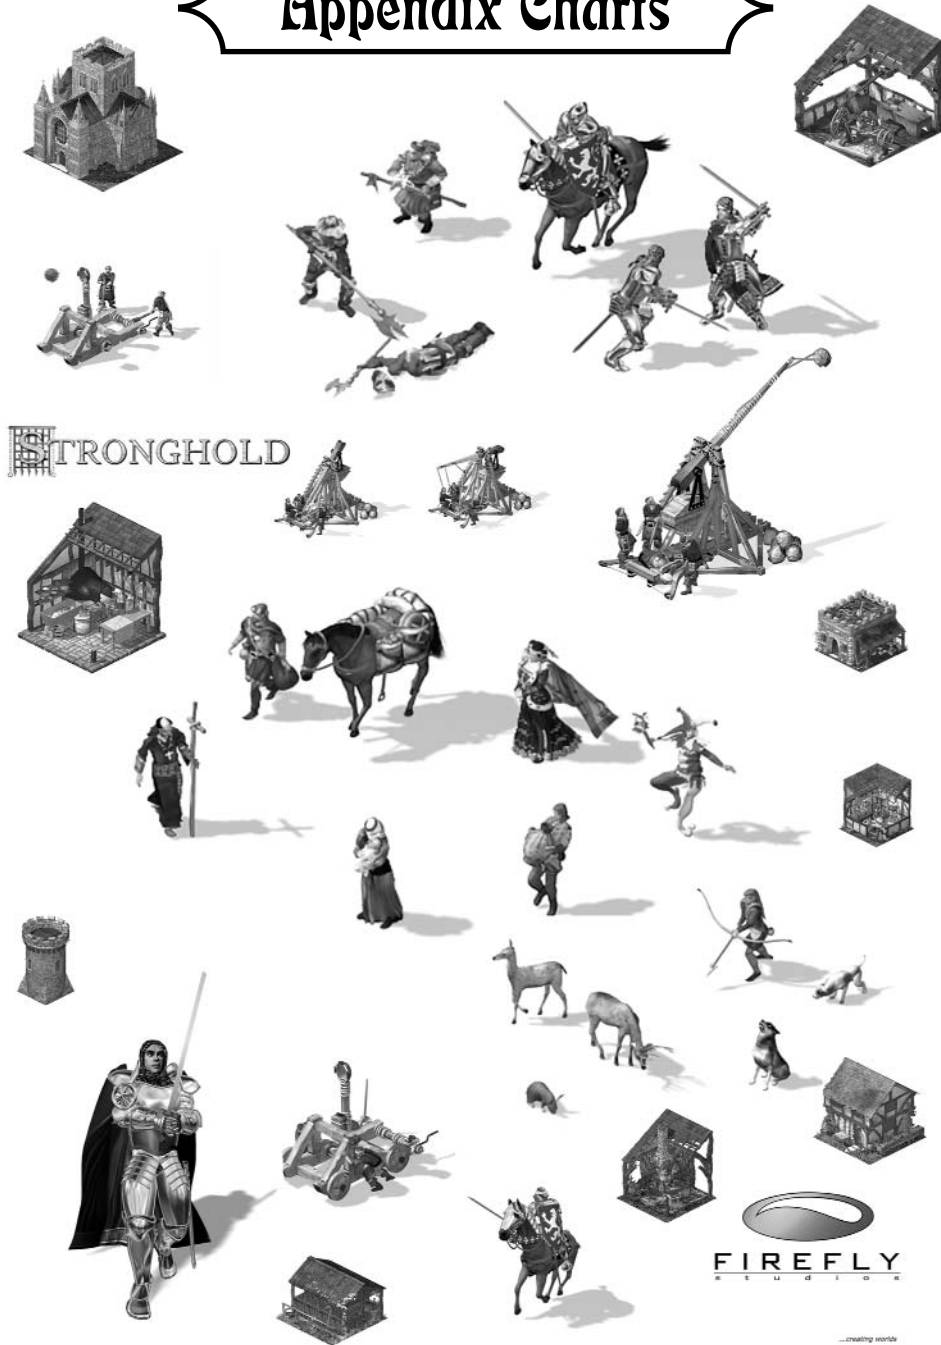 Appendix Charts
STRONGHOLD
FIREFLY
studios
...creating worlds